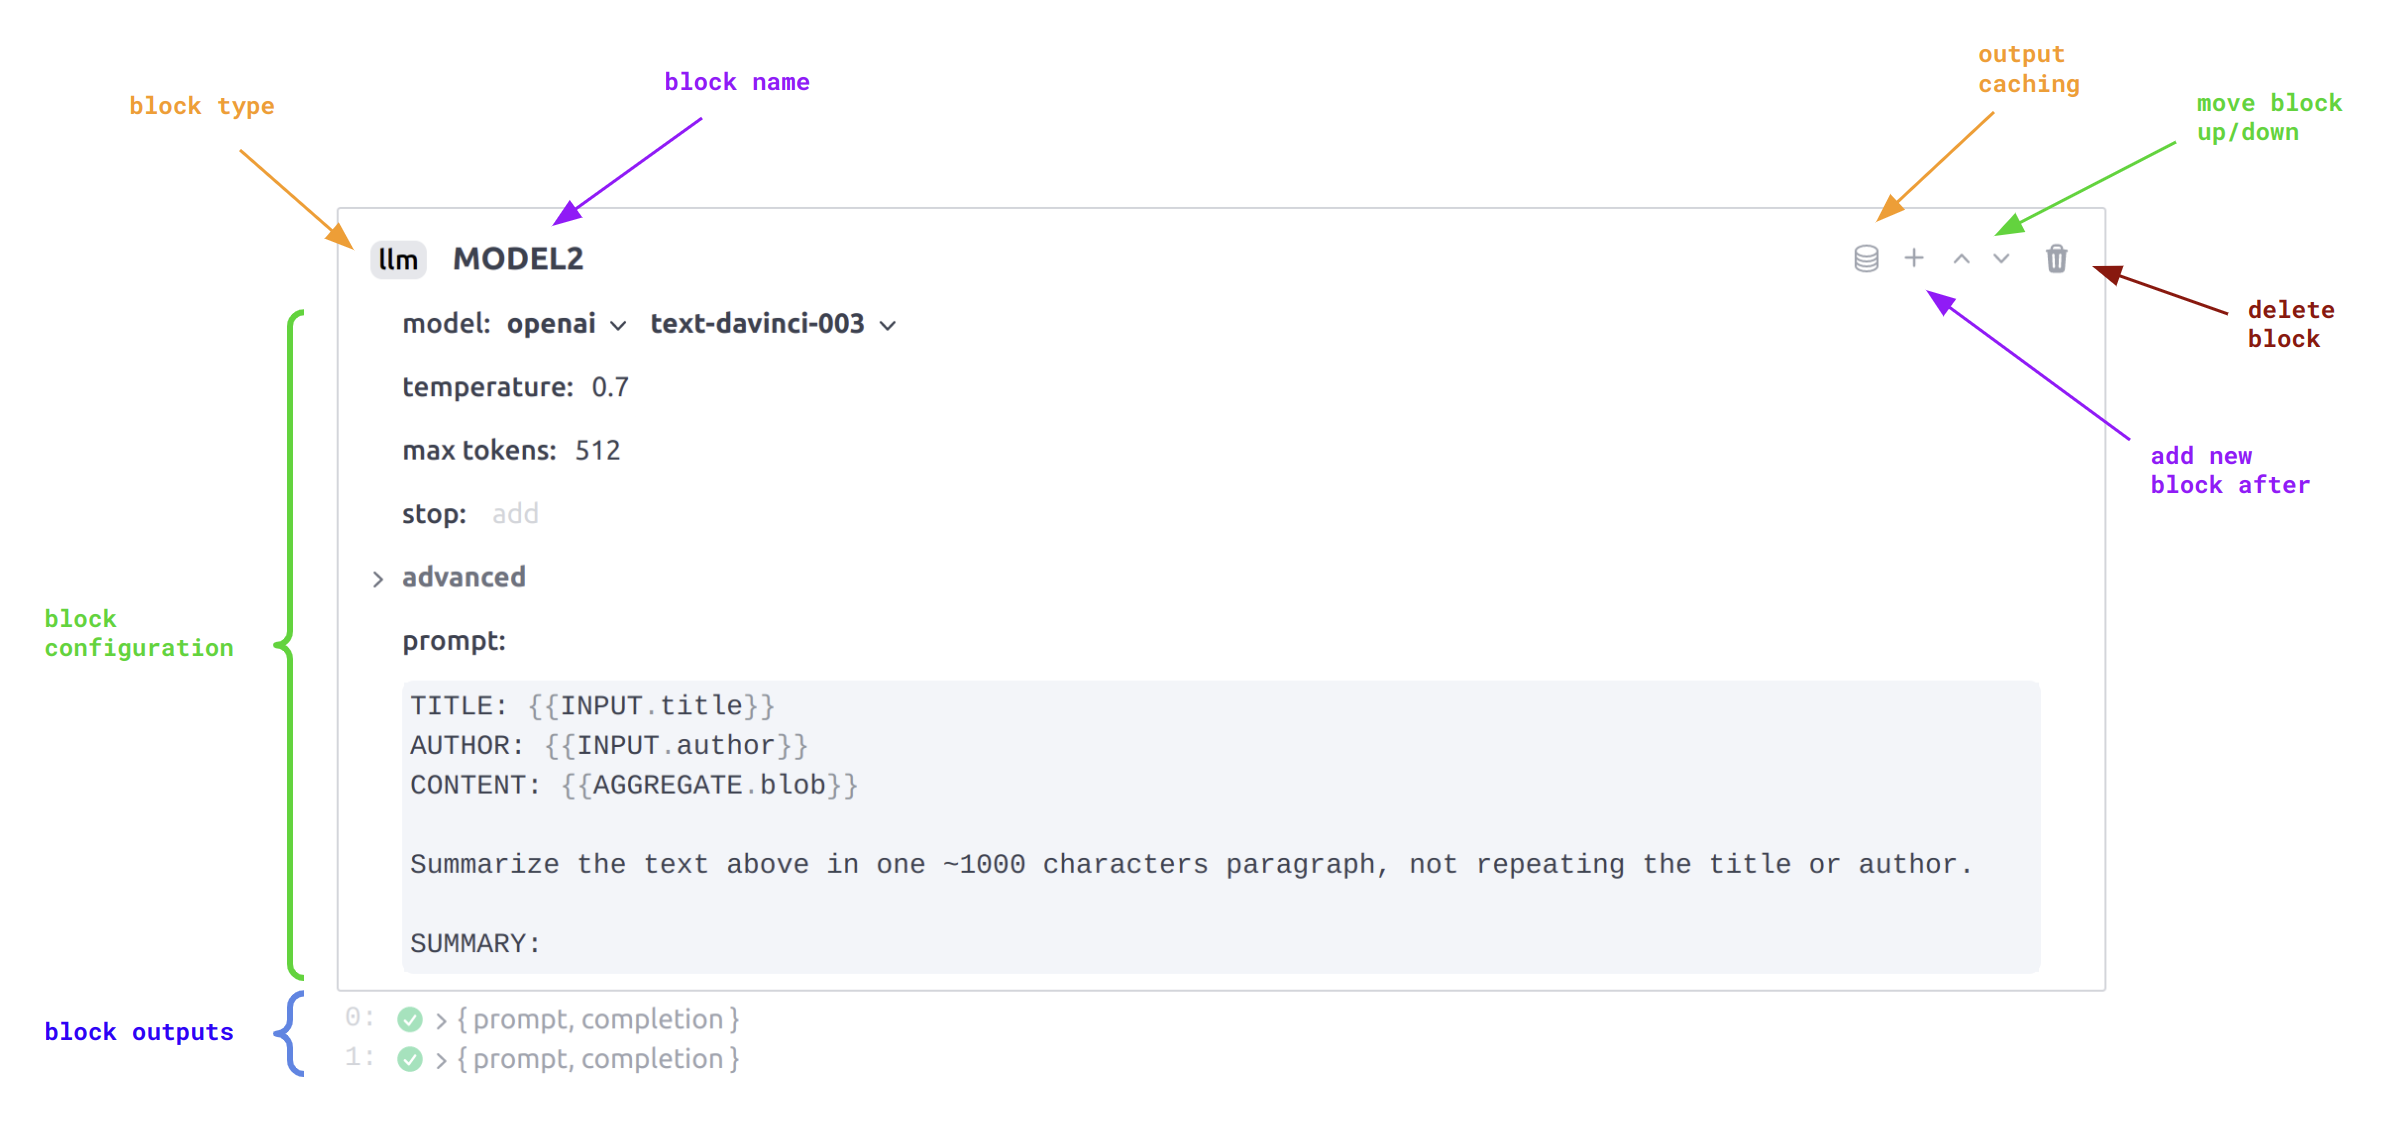 output
caching
block name
move block
up/down
block type
llm MODEL2
delete
block
model: openai text-davinci-003
temperature: 0.7
max tokens: 512
add new
block after
stop: add
advanced
block
configuration
prompt:
TITLE: {{INPUT.title}}
AUTHOR: {{INPUT.author}}
CONTENT: {{AGGREGATE.blob}}
Summarize the text above in one ~1000 characters paragraph, not repeating the title or author.
SUMMARY:
block outputs
0: { prompt, completion }
1: { prompt, completion }